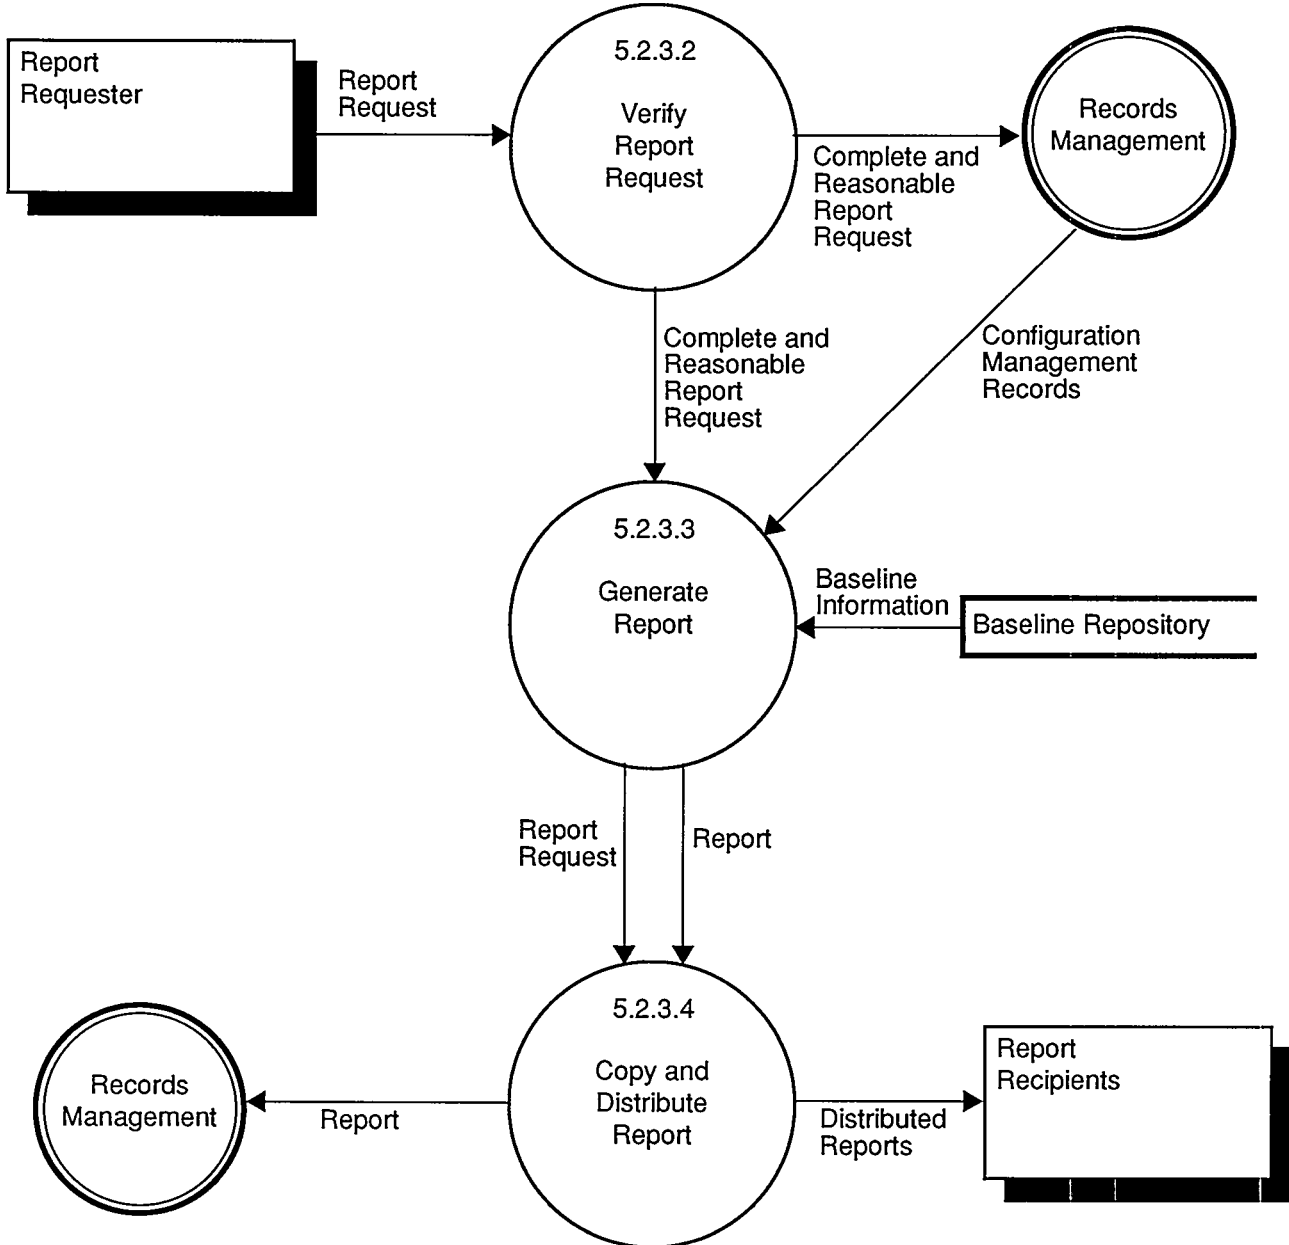 Report
Requester
Report
Request
5.2.3.2
Verify
Report
Request
Complete and
Reasonable
Report
Request
Records
Management
Complete and
Reasonable
Report
Request
Configuration
Management
Records
5.2.3.3
Generate
Report
Baseline
Information
Baseline Repository
Report
Request
Report
5.2.3.4
Copy and
Distribute
Report
Records
Management
Report
Distributed
Reports
Report
Recipients